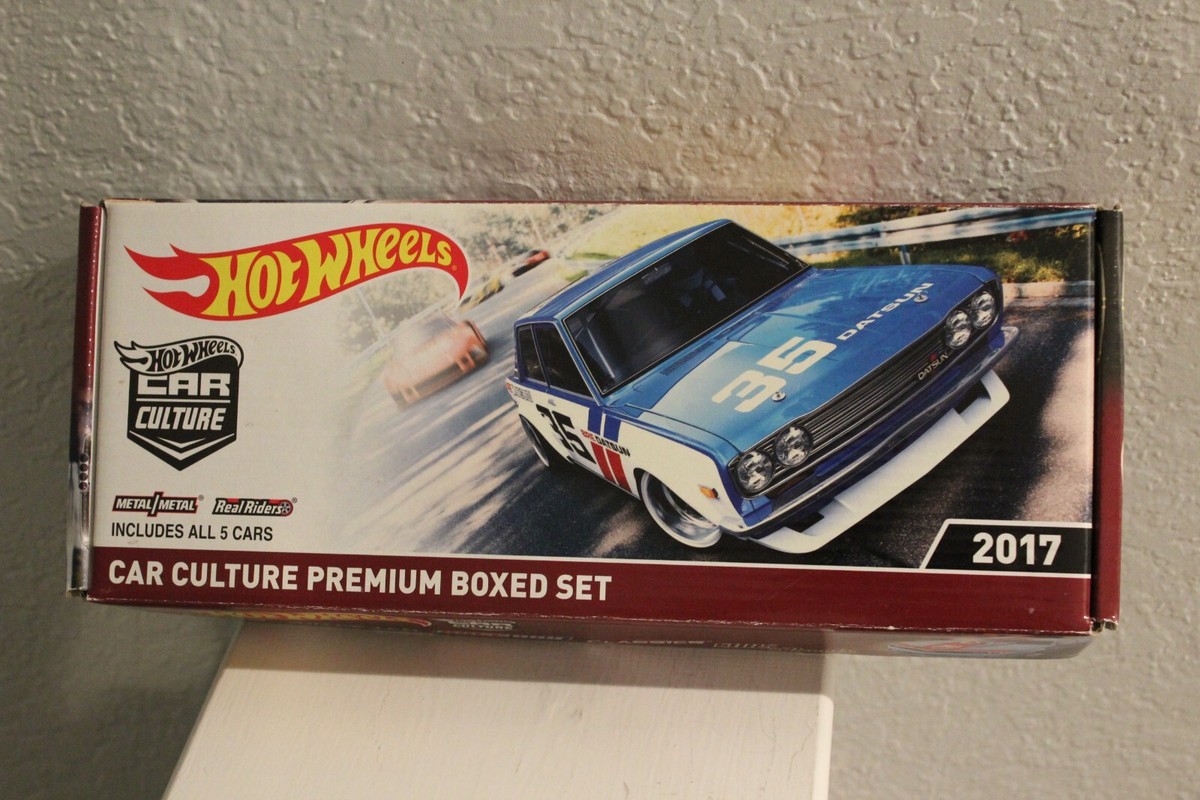 HOT WHEELS
HOT WHEELS
CAR
CULTURE
METAL/METAL® Real Riders®
INCLUDES ALL 5 CARS
35 DATSUN
DATSUN
35
BRE DATSUN
2017
CAR CULTURE PREMIUM BOXED SET